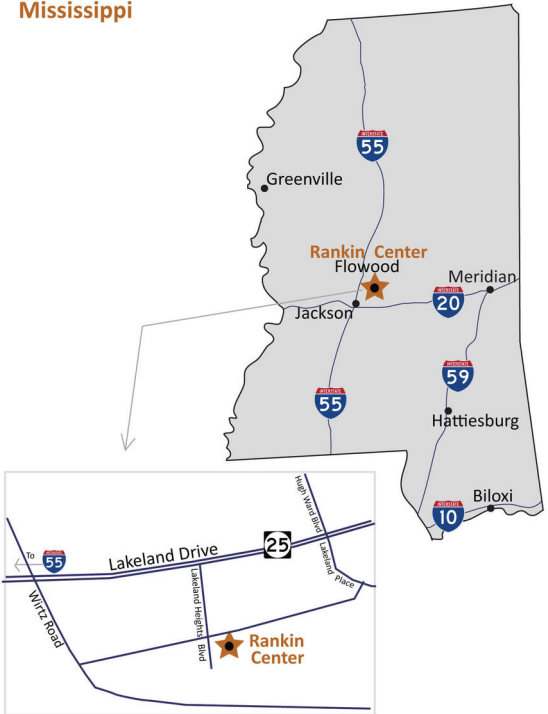 Mississippi
INTERSTATE
55
Greenville
Rankin Center
Flowood
Meridian
Jackson
INTERSTATE
20
INTERSTATE
59
INTERSTATE
55
Hattiesburg
Biloxi
INTERSTATE
10
Hugh Ward Blvd
25
Lakeland Drive
To
INTERSTATE
55
Lakeland Place
Wirtz Road
Lakeland Heights Blvd
Rankin
Center